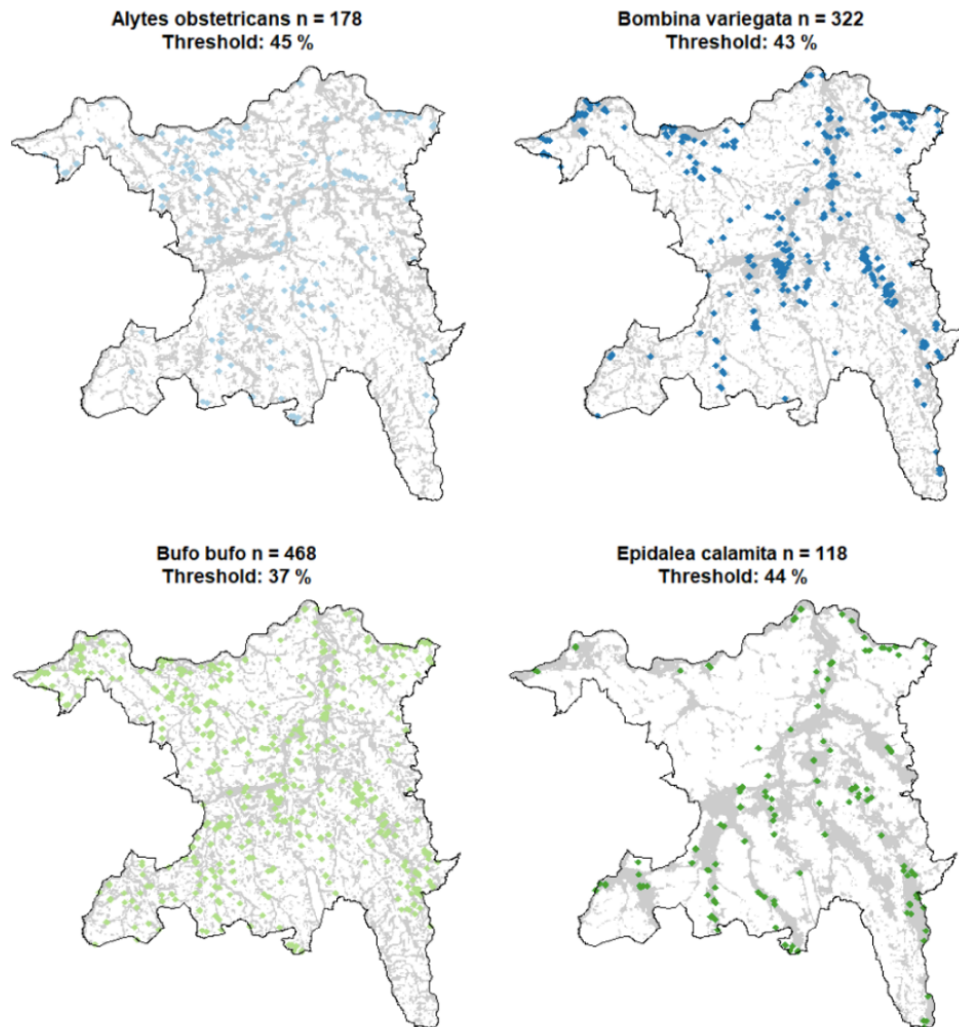 Alytes obstetricans n = 178
Threshold: 45 %
Bombina variegata n = 322
Threshold: 43 %
Bufo bufo n = 468
Threshold: 37 %
Epidalea calamita n = 118
Threshold: 44 %